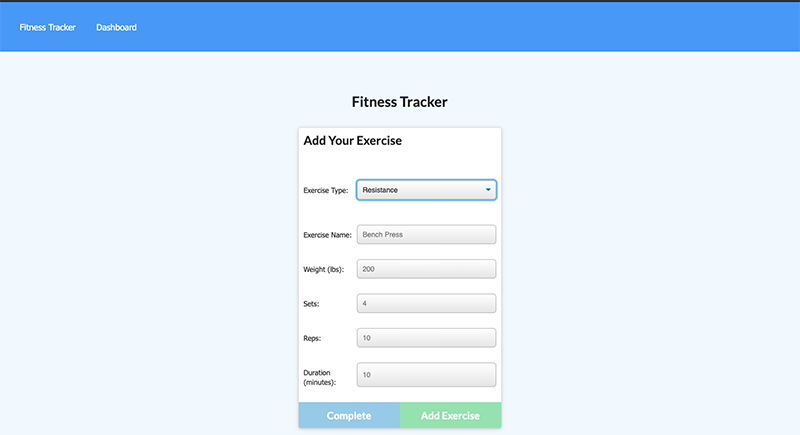 Fitness Tracker Dashboard
Fitness Tracker
Add Your Exercise
Exercise Type: Resistance
Exercise Name: Bench Press
Weight (lbs): 200
Sets: 4
Reps: 10
Duration
(minutes): 10
Complete Add Exercise